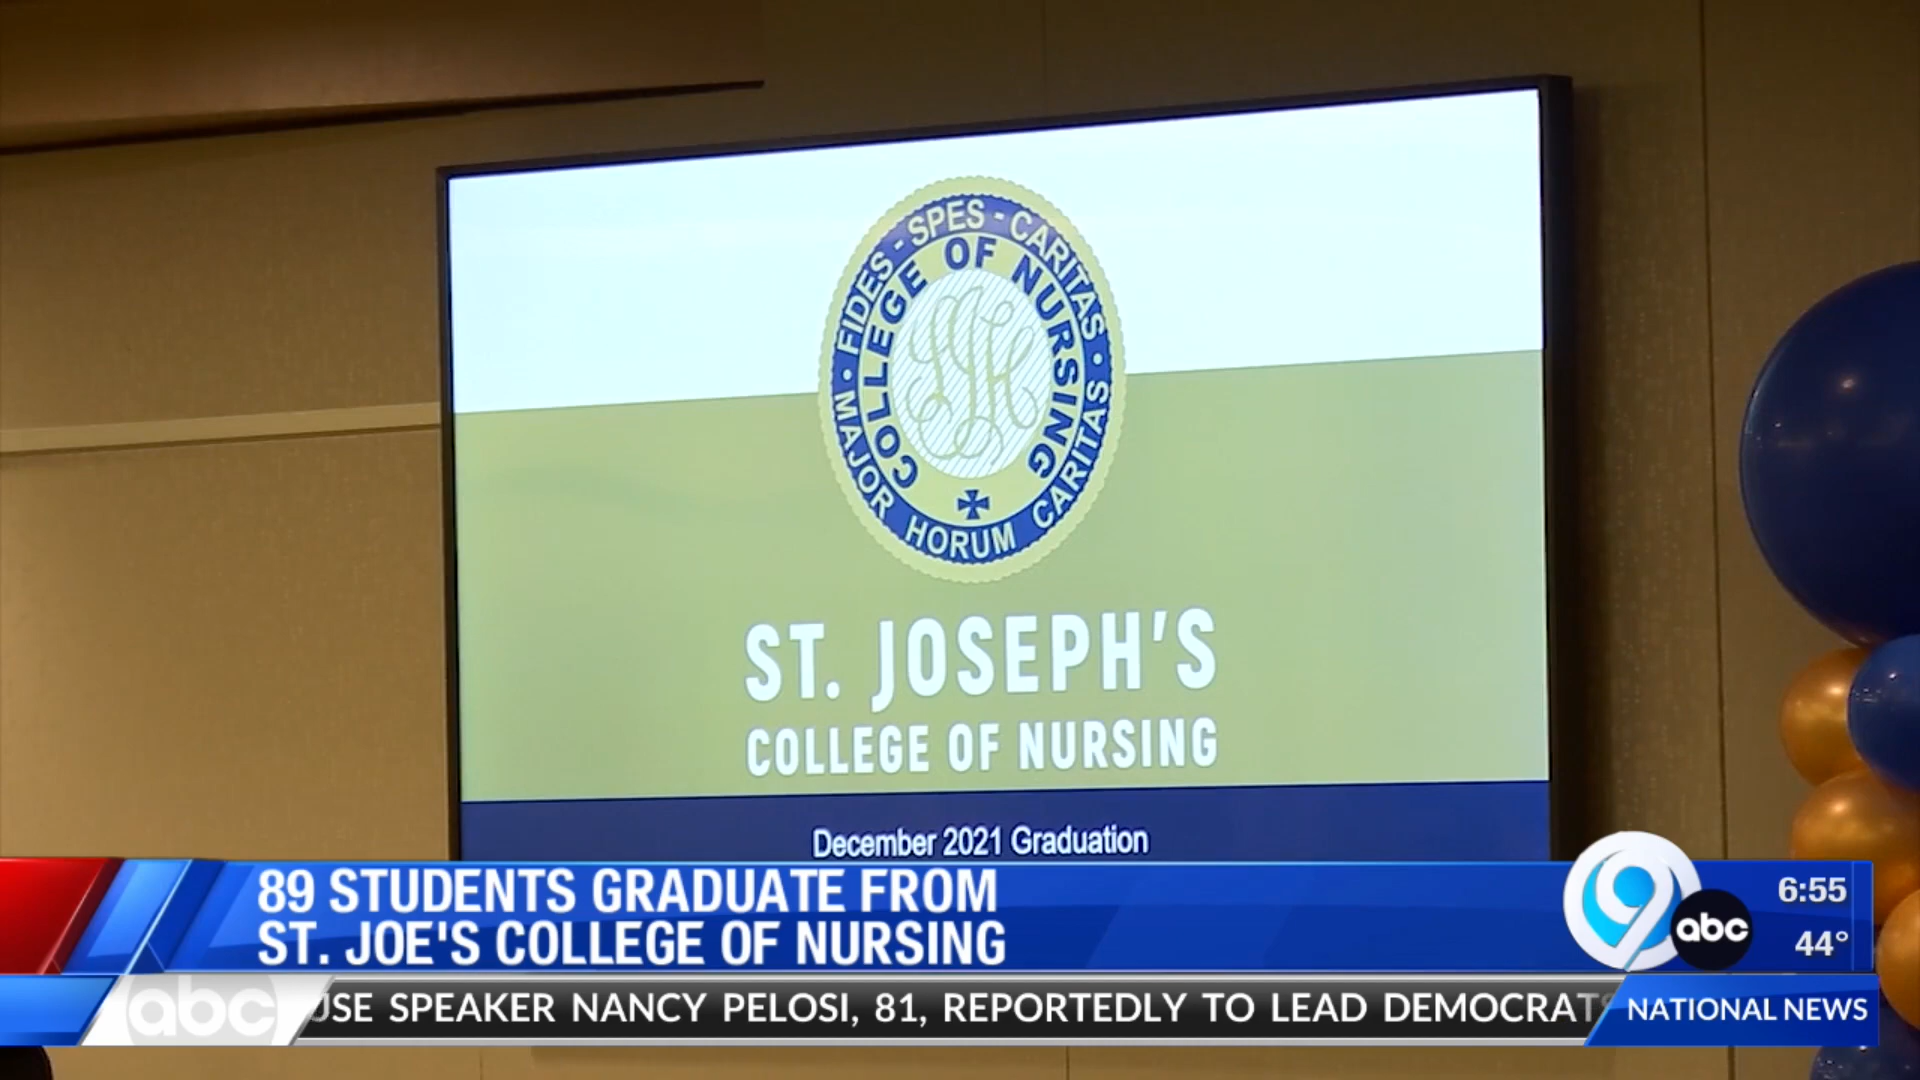 FIDES - SPES - CARITAS
COLLEGE OF NURSING
MAJOR HORUM CARITAS
ST. JOSEPH'S
COLLEGE OF NURSING
December 2021 Graduation
89 STUDENTS GRADUATE FROM
ST. JOE'S COLLEGE OF NURSING
9
abc
6:55
44°
abc
USE SPEAKER NANCY PELOSI, 81, REPORTEDLY TO LEAD DEMOCRATS
NATIONAL NEWS